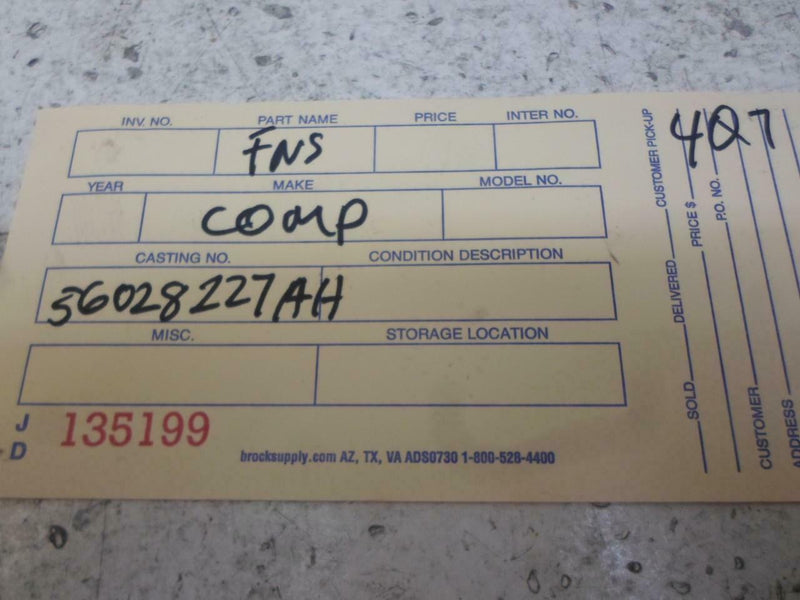 INV. NO. PART NAME PRICE INTER NO.
FNS
YEAR MAKE MODEL NO.
COMP
CASTING NO. CONDITION DESCRIPTION
56028227AH
MISC. STORAGE LOCATION
J
D
135199
brocksupply.com AZ, TX, VA ADS0730 1-800-528-4400
SOLD DELIVERED CUSTOMER PICK-UP
PRICE $
P.O. NO.
CUSTOMER
ADDRESS
4Q7